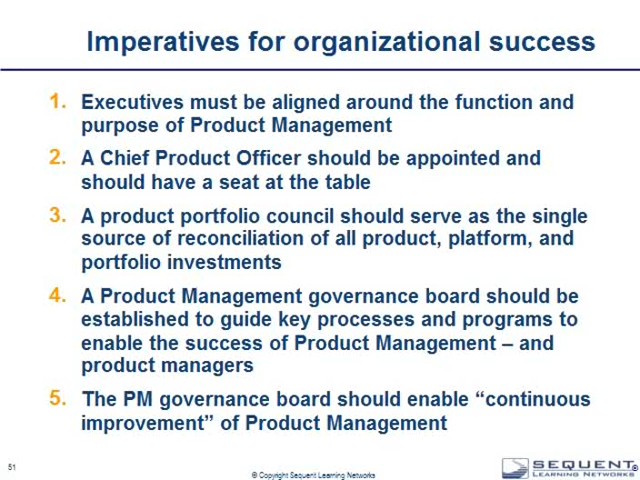 Imperatives for organizational success
1. Executives must be aligned around the function and
purpose of Product Management
2. A Chief Product Officer should be appointed and
should have a seat at the table
3. A product portfolio council should serve as the single
source of reconciliation of all product, platform, and
portfolio investments
4. A Product Management governance board should be
established to guide key processes and programs to
enable the success of Product Management – and
product managers
5. The PM governance board should enable “continuous
improvement” of Product Management
51
© Copyright Sequent Learning Networks
SEQUENT®
LEARNING NETWORKS